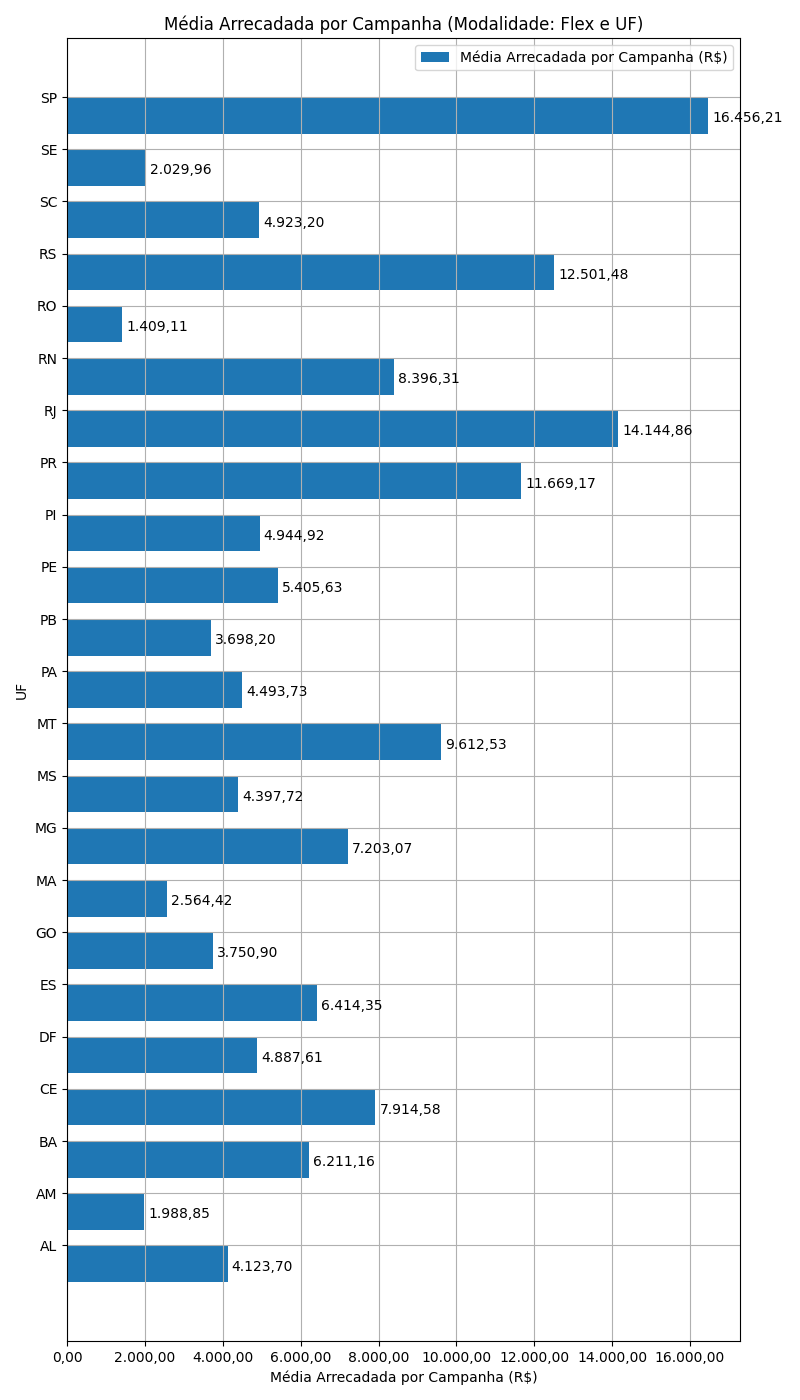 Média Arrecadada por Campanha (Modalidade: Flex e UF)
Média Arrecadada por Campanha (R$)
SP 16.456,21
SE 2.029,96
SC 4.923,20
RS 12.501,48
RO 1.409,11
RN 8.396,31
RJ 14.144,86
PR 11.669,17
PI 4.944,92
PE 5.405,63
PB 3.698,20
PA 4.493,73
UF
MT 9.612,53
MS 4.397,72
MG 7.203,07
MA 2.564,42
GO 3.750,90
ES 6.414,35
DF 4.887,61
CE 7.914,58
BA 6.211,16
AM 1.988,85
AL 4.123,70
0,00 2.000,00 4.000,00 6.000,00 8.000,00 10.000,00 12.000,00 14.000,00 16.000,00
Média Arrecadada por Campanha (R$)